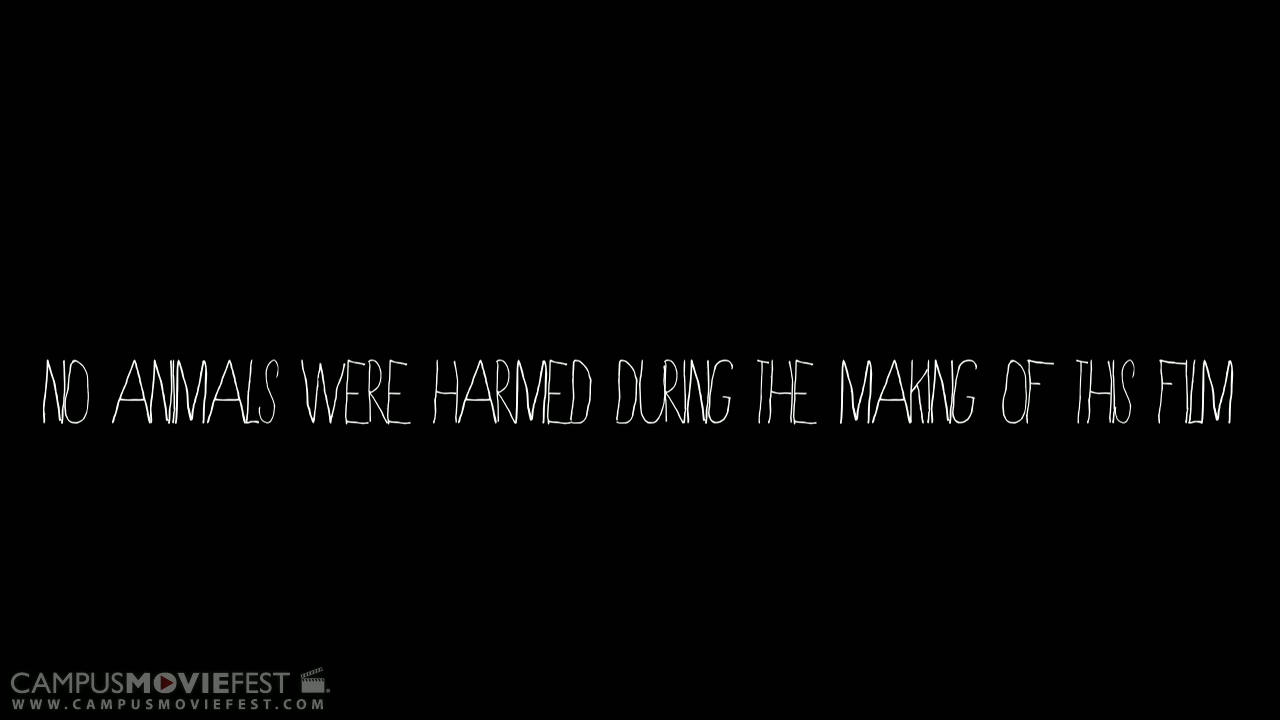 NO ANIMALS WERE HARMED DURING THE MAKING OF THIS FILM
CAMPUSMOVIEFEST
WWW.CAMPUSMOVIEFEST.COM